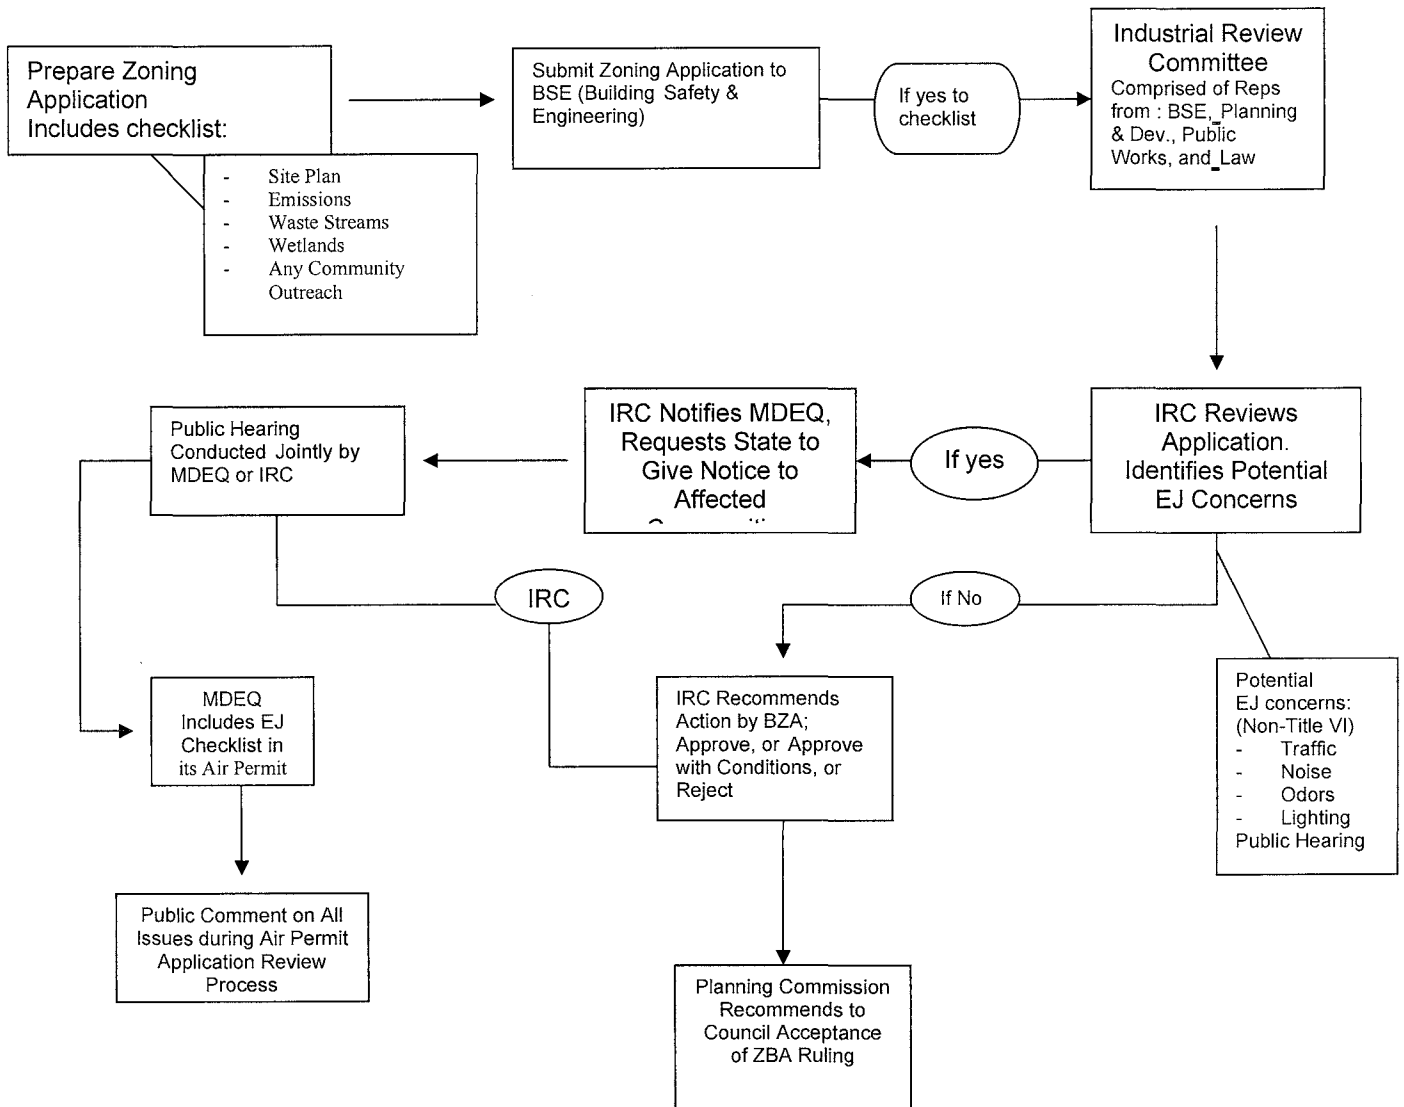 Prepare Zoning
Application
Includes checklist:
- Site Plan
- Emissions
- Waste Streams
- Wetlands
- Any Community
Outreach
Submit Zoning Application to
BSE (Building Safety &
Engineering)
If yes to
checklist
Industrial Review
Committee
Comprised of Reps
from : BSE, Planning
& Dev., Public
Works, and Law
IRC Reviews
Application.
Identifies Potential
EJ Concerns
If yes
IRC Notifies MDEQ,
Requests State to
Give Notice to
Affected
Public Hearing
Conducted Jointly by
MDEQ or IRC
IRC
If No
Potential
EJ concerns:
(Non-Title VI)
- Traffic
- Noise
- Odors
- Lighting
Public Hearing
MDEQ
Includes EJ
Checklist in
its Air Permit
IRC Recommends
Action by BZA;
Approve, or Approve
with Conditions, or
Reject
Public Comment on All
Issues during Air Permit
Application Review
Process
Planning Commission
Recommends to
Council Acceptance
of ZBA Ruling